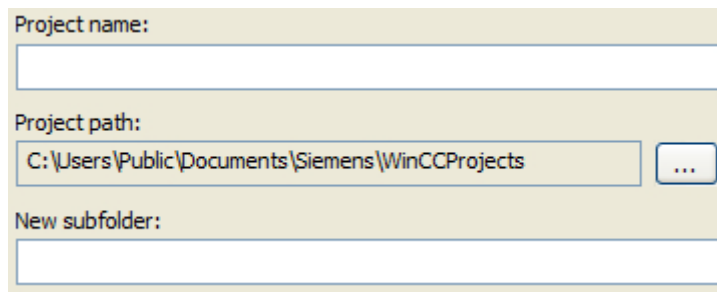 Project name:
Project path:
C:\Users\Public\Documents\Siemens\WinCCProjects
...
New subfolder: